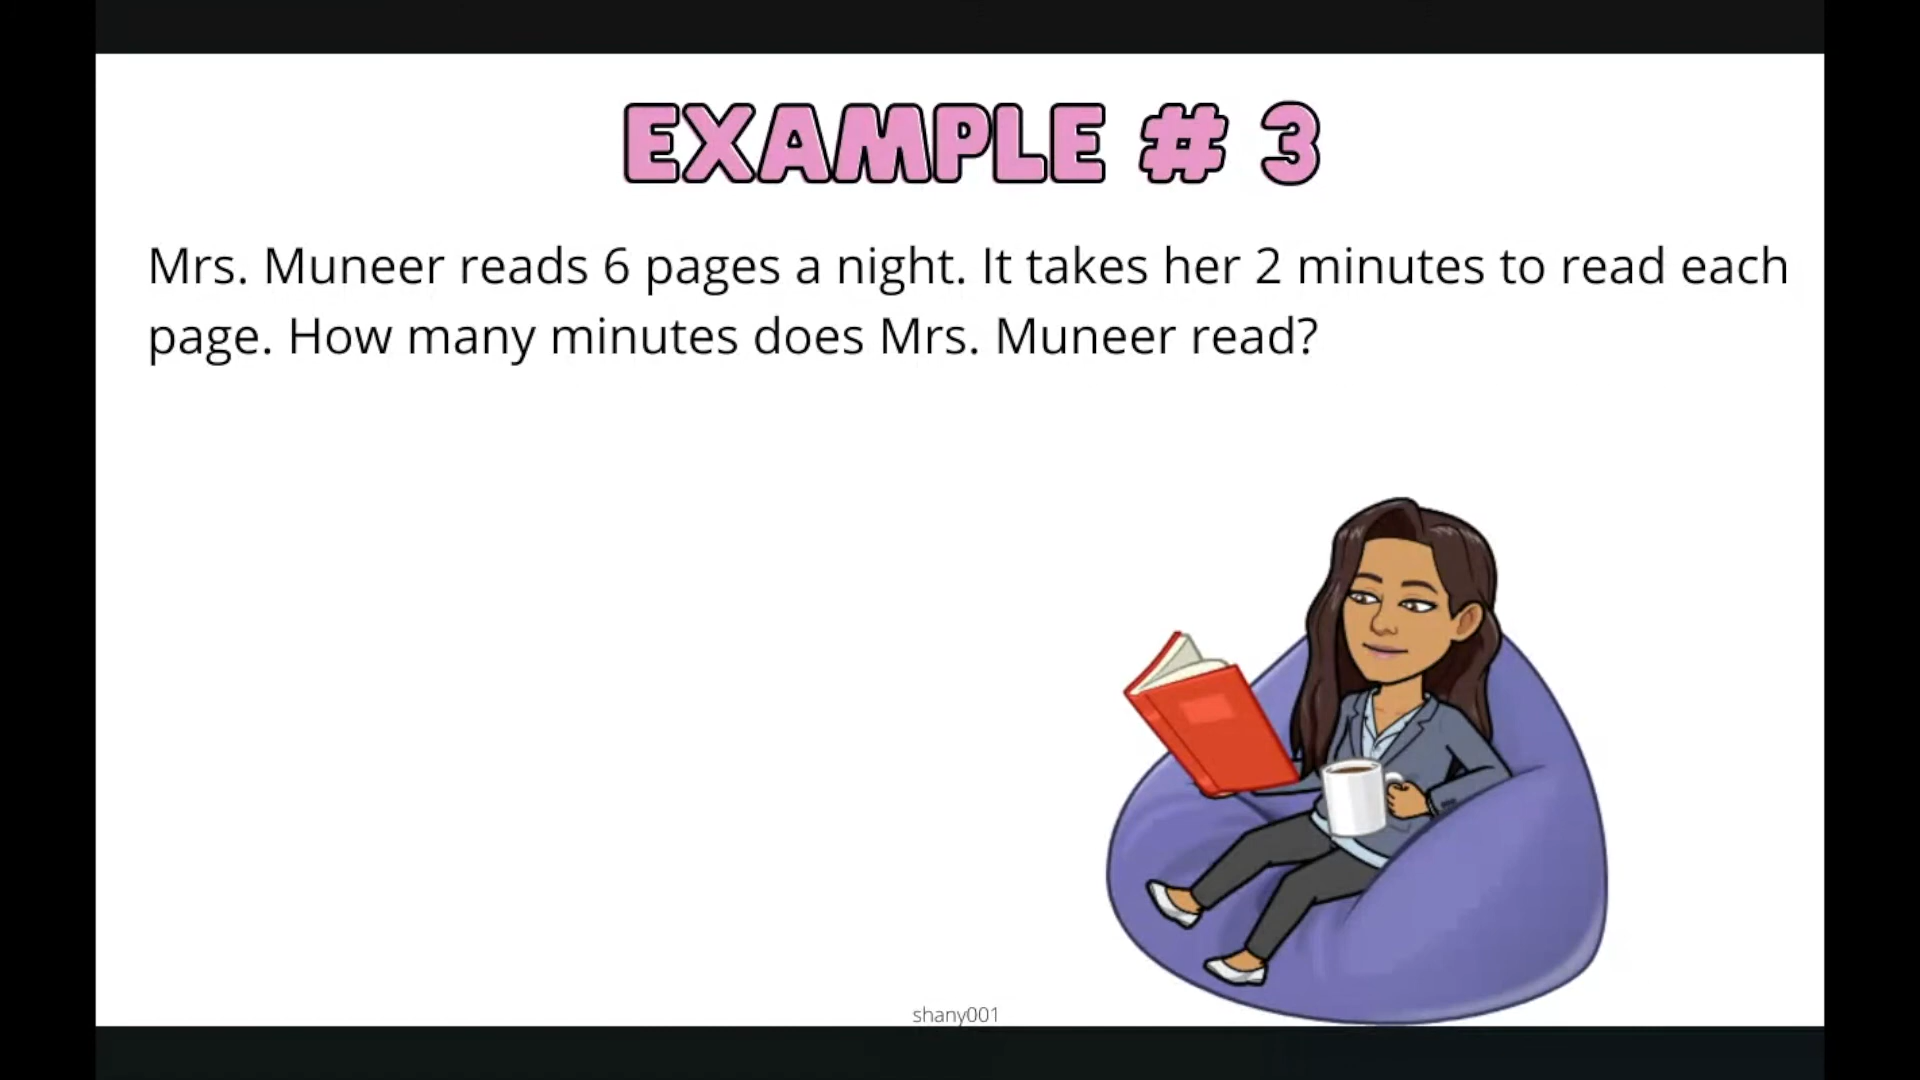 EXAMPLE # 3
Mrs. Muneer reads 6 pages a night. It takes her 2 minutes to read each
page. How many minutes does Mrs. Muneer read?
shany001